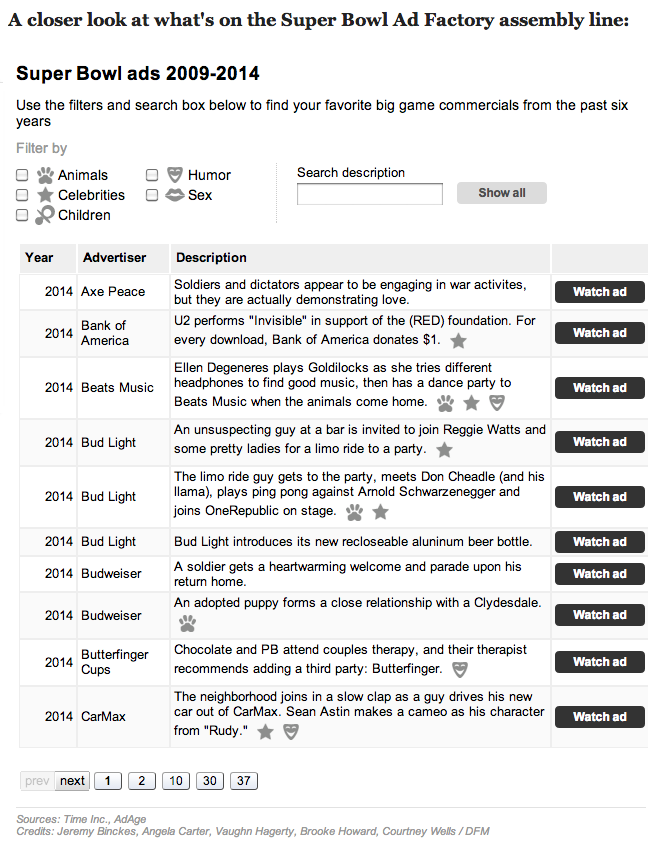 A closer look at what's on the Super Bowl Ad Factory assembly line:
Super Bowl ads 2009-2014
Use the filters and search box below to find your favorite big game commercials from the past six
years
Filter by
Animals
Humor
Search description
Celebrities
Sex
Show all
Children
Year Advertiser Description
2014 Axe Peace Soldiers and dictators appear to be engaging in war activites,
but they are actually demonstrating love.
Watch ad
2014 Bank of
America
U2 performs "Invisible" in support of the (RED) foundation. For
every download, Bank of America donates $1.
Watch ad
2014 Beats Music Ellen Degeneres plays Goldilocks as she tries different
headphones to find good music, then has a dance party to
Beats Music when the animals come home.
Watch ad
2014 Bud Light An unsuspecting guy at a bar is invited to join Reggie Watts and
some pretty ladies for a limo ride to a party.
Watch ad
2014 Bud Light The limo ride guy gets to the party, meets Don Cheadle (and his
llama), plays ping pong against Arnold Schwarzenegger and
joins OneRepublic on stage.
Watch ad
2014 Bud Light Bud Light introduces its new recloseable aluninum beer bottle.
Watch ad
2014 Budweiser A soldier gets a heartwarming welcome and parade upon his
return home.
Watch ad
2014 Budweiser An adopted puppy forms a close relationship with a Clydesdale.
Watch ad
2014 Butterfinger
Cups
Chocolate and PB attend couples therapy, and their therapist
recommends adding a third party: Butterfinger.
Watch ad
2014 CarMax The neighborhood joins in a slow clap as a guy drives his new
car out of CarMax. Sean Astin makes a cameo as his character
from "Rudy."
Watch ad
prev next 1 2 10 30 37
Sources: Time Inc., AdAge
Credits: Jeremy Binckes, Angela Carter, Vaughn Hagerty, Brooke Howard, Courtney Wells / DFM